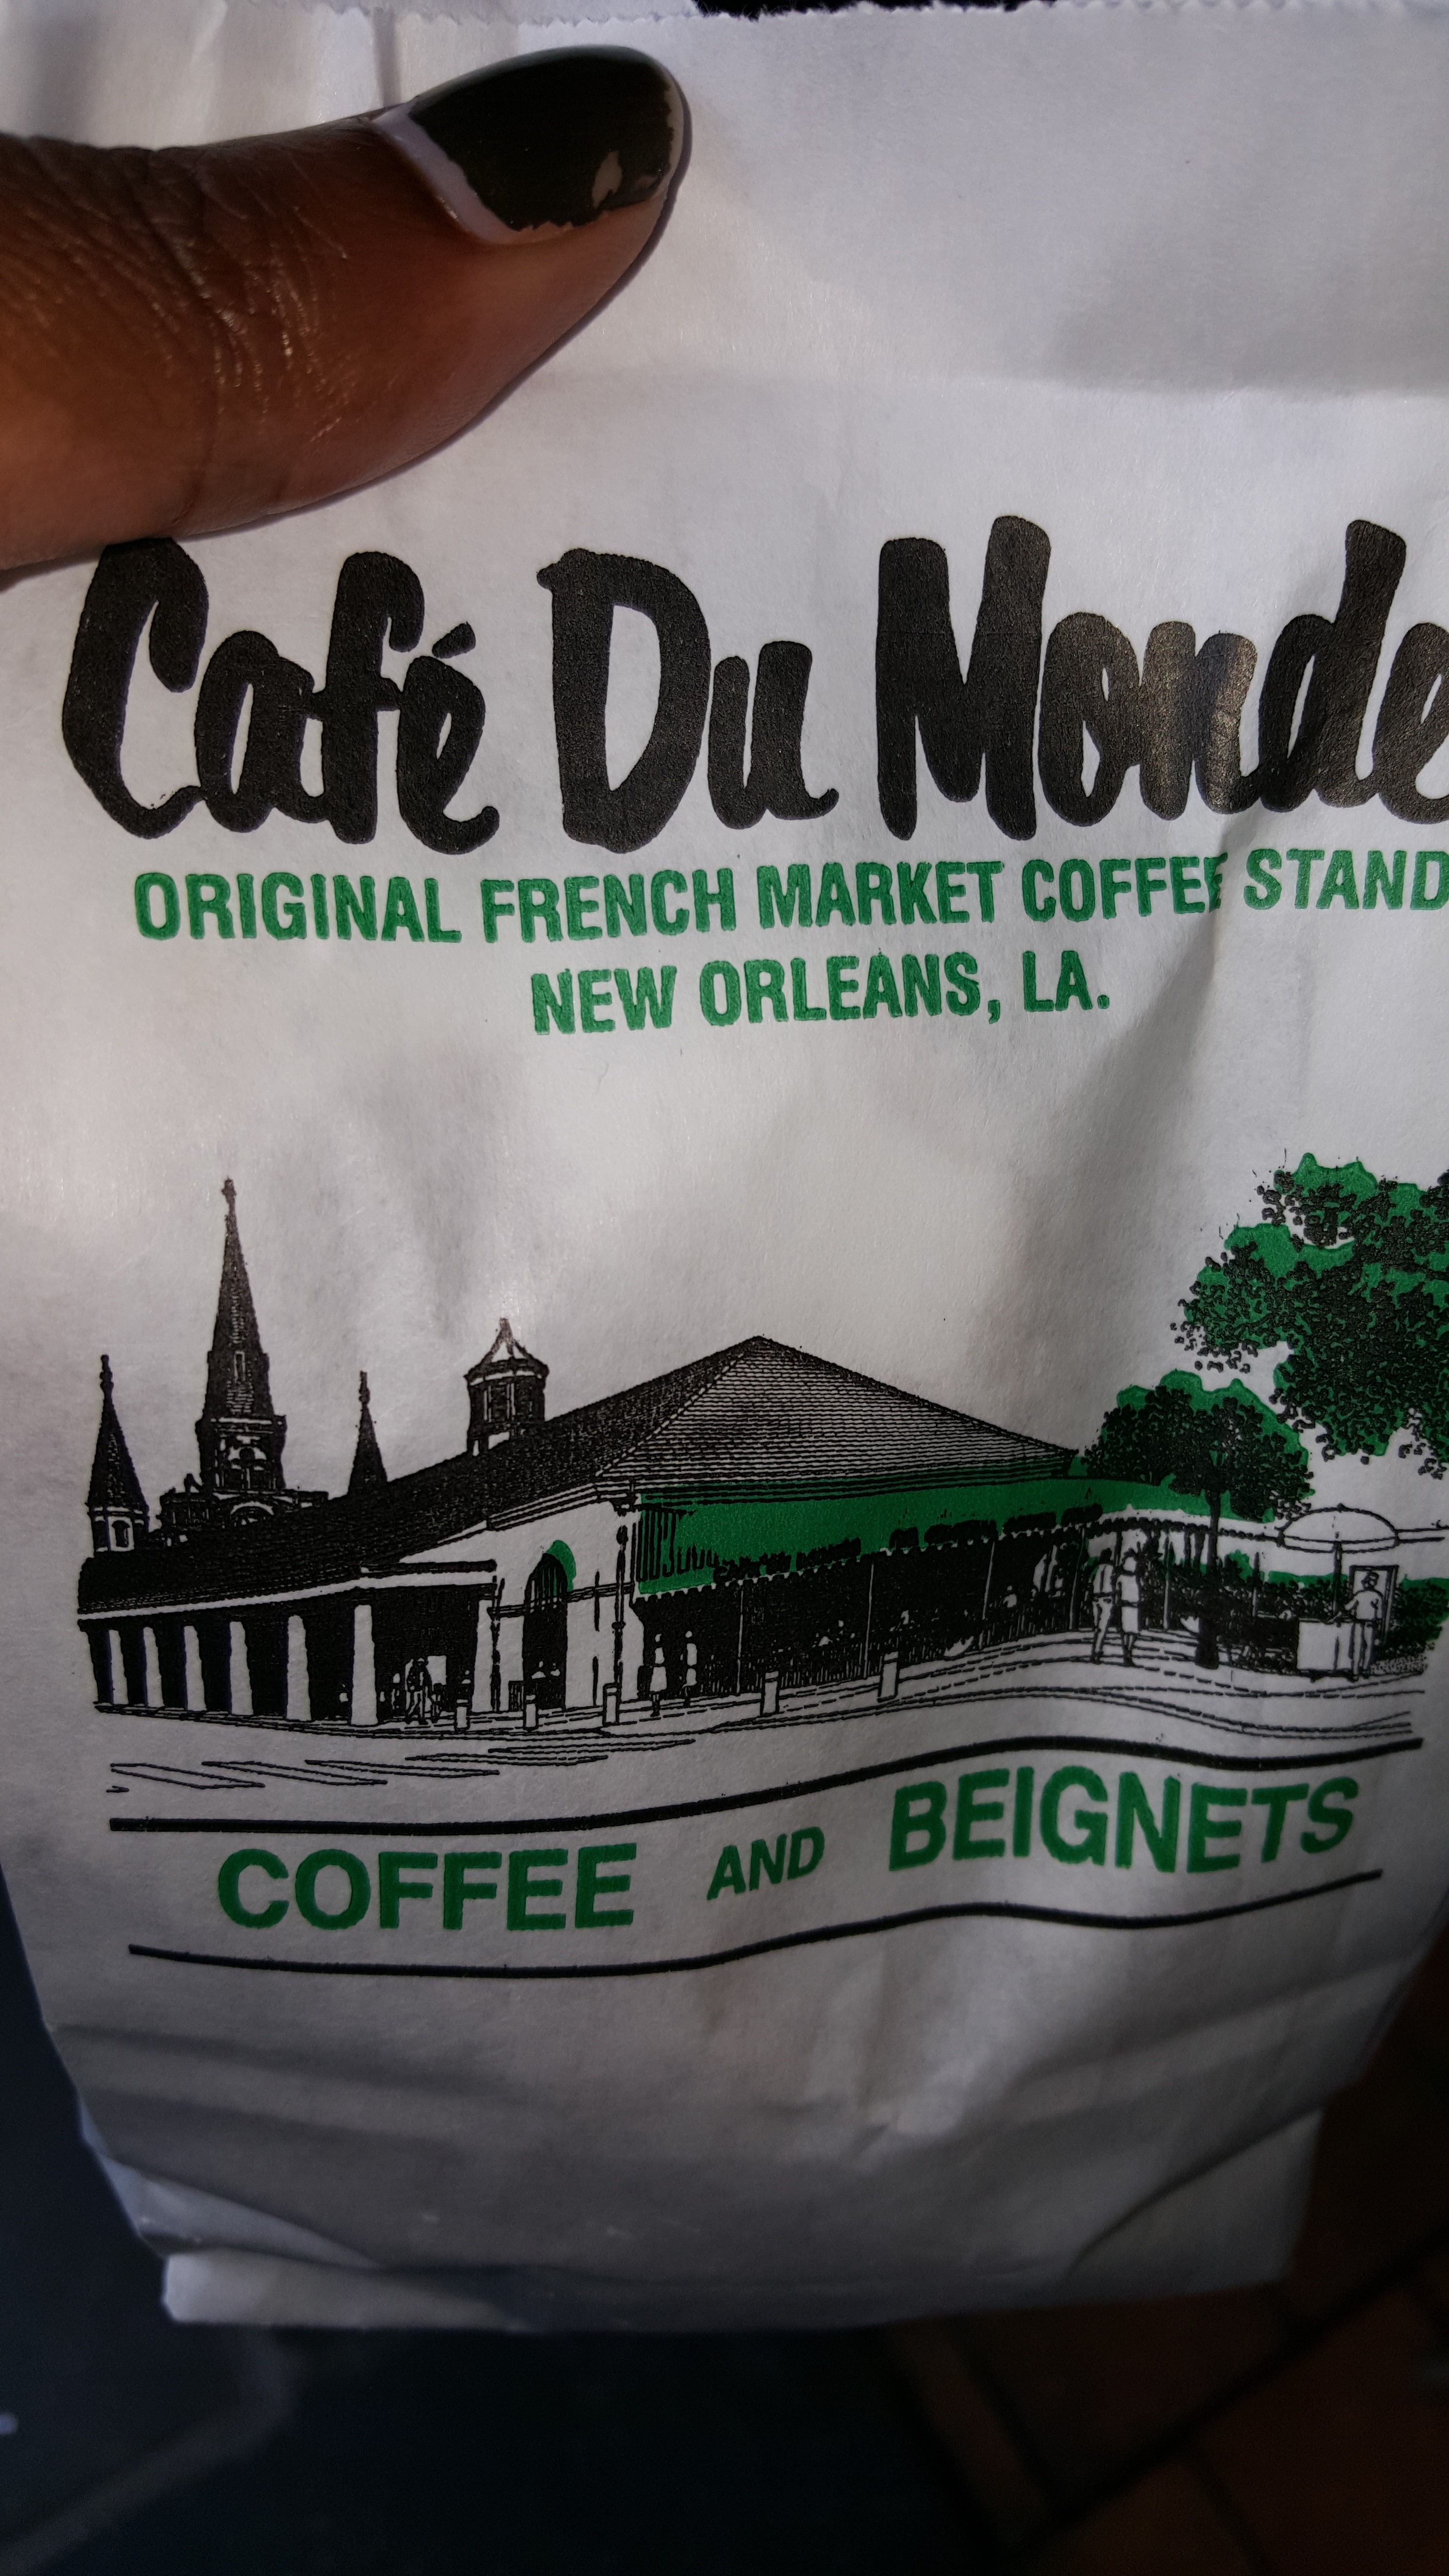 Café Du Monde
ORIGINAL FRENCH MARKET COFFEE STAND
NEW ORLEANS, LA.
COFFEE AND BEIGNETS